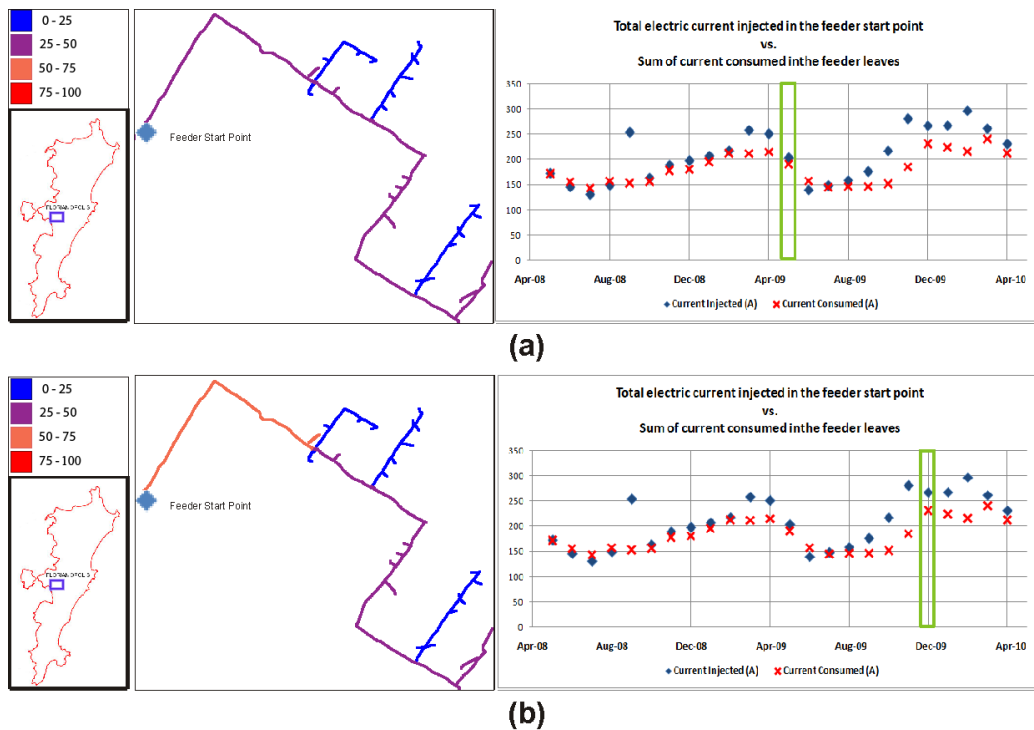 0 - 25
25 - 50
50 - 75
75 - 100
FLORIANOPOLIS
Feeder Start Point
Total electric current injected in the feeder start point
vs.
Sum of current consumed in the feeder leaves
350
300
250
200
150
100
50
0
Apr-08 Aug-08 Dec-08 Apr-09 Aug-09 Dec-09 Apr-10
Current Injected (A) Current Consumed (A)
(a)
0 - 25
25 - 50
50 - 75
75 - 100
FLORIANOPOLIS
Feeder Start Point
Total electric current injected in the feeder start point
vs.
Sum of current consumed inthe feeder leaves
350
300
250
200
150
100
50
0
Apr-08 Aug-08 Dec-08 Apr-09 Aug-09 Dec-09 Apr-10
Current Injected (A) Current Consumed (A)
(b)